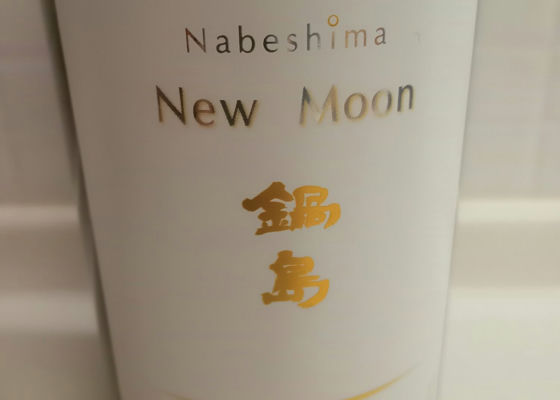 Nabeshima
New Moon
鍋
島